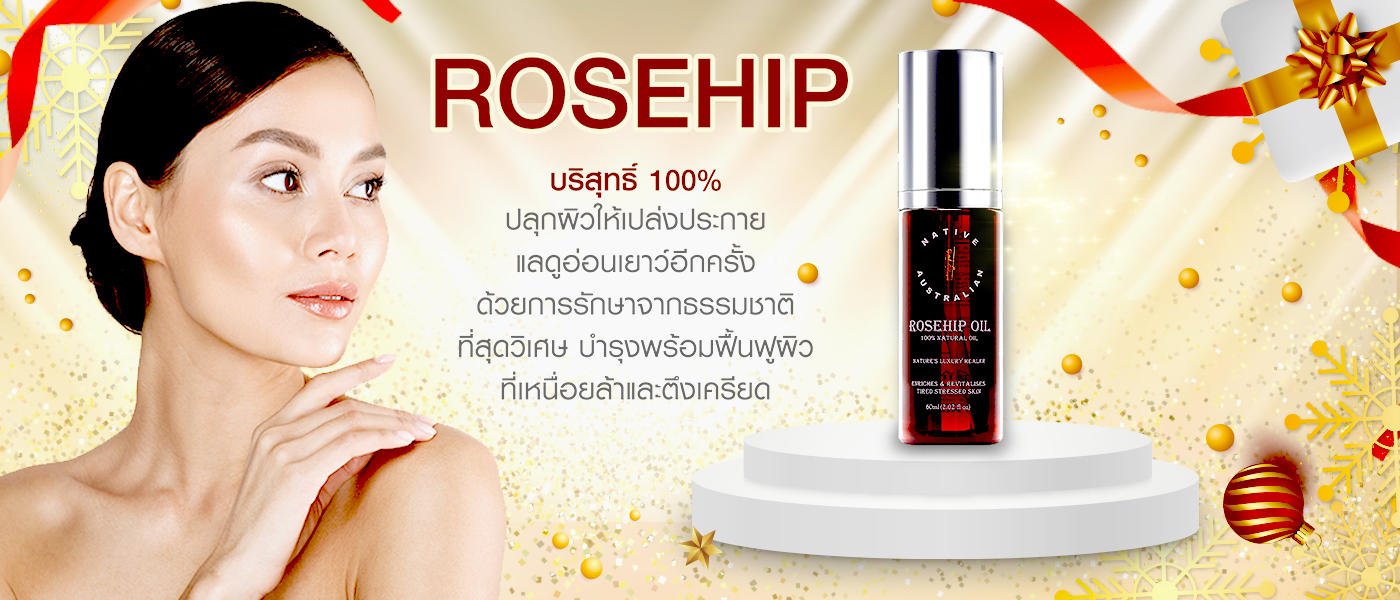 ROSEHIP
บริสุทธิ์ 100%
ปลุกผิวให้เปล่งประกาย
แลดูอ่อนเยาว์อีกครั้ง
ด้วยการรักษาจากธรรมชาติ
ที่สุดวิเศษ บำรุงพร้อมฟื้นฟูผิว
ที่เหนื่อยล้าและตึงเครียด
NATIVE
AUSTRALIAN
ROSEHIP OIL
100% NATURAL OIL
NATURE'S LUXURY HEALER
ENRICHES & REVITALISES
TIRED STRESSED SKIN
60ml (2.02 fl oz)